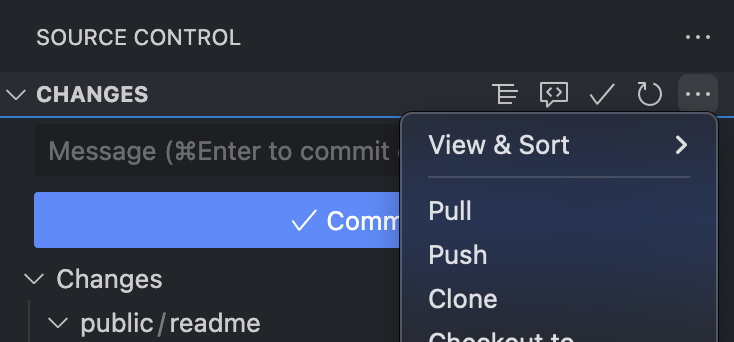 SOURCE CONTROL
CHANGES
Message (⌘Enter to commit
Comm
View & Sort
Pull
Push
Clone
Checkout to
Changes
public/readme